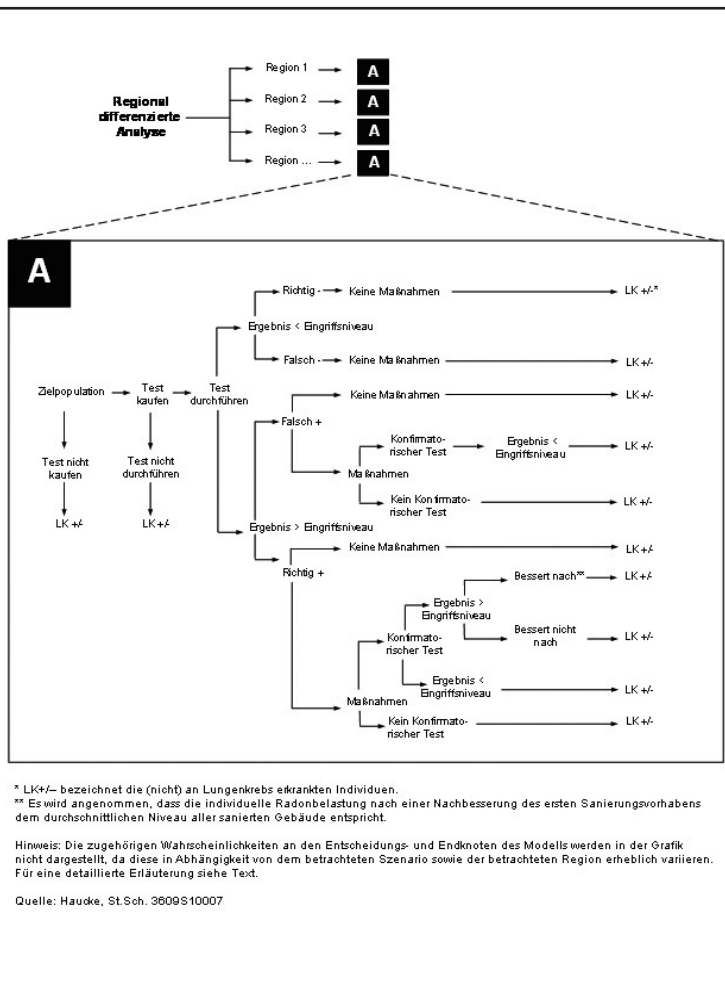 Regional
differenzierte
Analyse
Region 1
A
Region 2
A
Region 3
A
Region ...
A
A
Richtig -
Keine Maßnahmen
LK +/-*
Ergebnis < Eingriffsniveau
Falsch -
Keine Maßnahmen
LK +/-
Zielpopulation
Test
kaufen
Test
durchführen
Test nicht
kaufen
Test nicht
durchführen
LK +/-
LK +/-
Keine Maßnahmen
LK +/-
Falsch +
Konfirmato-
rischer Test
Ergebnis <
Eingriffsniveau
LK +/-
Maßnahmen
Kein Konfirmato-
rischer Test
LK +/-
Ergebnis > Eingriffsniveau
Keine Maßnahmen
LK +/-
Richtig +
Bessert nach**
LK +/-
Ergebnis >
Eingriffsniveau
Bessert nicht
nach
LK +/-
Konfirmato-
rischer Test
Ergebnis <
Eingriffsniveau
LK +/-
Maßnahmen
Kein Konfirmato-
rischer Test
LK +/-
* LK+/– bezeichnet die (nicht) an Lungenkrebs erkrankten Individuen.
** Es wird angenommen, dass die individuelle Radonbelastung nach einer Nachbesserung des ersten Sanierungsvorhabens
dem durchschnittlichen Niveau aller sanierten Gebäude entspricht.
Hinweis: Die zugehörigen Wahrscheinlichkeiten an den Entscheidungs- und Endknoten des Modells werden in der Grafik
nicht dargestellt, da diese in Abhängigkeit von dem betrachteten Szenario sowie der betrachteten Region erheblich variieren.
Für eine detaillierte Erläuterung siehe Text.
Quelle: Haucke, St.Sch. 3609S10007